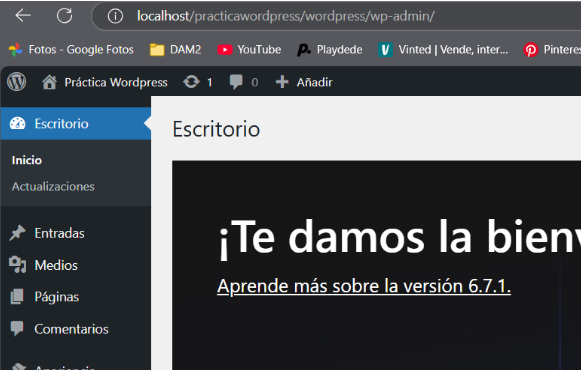 localhost/practicawordpress/wordpress/wp-admin/
Fotos - Google Fotos DAM2 YouTube Playdede Vinted | Vende, inter... Pinteres
Práctica Wordpress 1 0 Añadir
Escritorio
Escritorio
Inicio
Actualizaciones
Entradas
Medios
Páginas
Comentarios
¡Te damos la bienv
Aprende más sobre la versión 6.7.1.